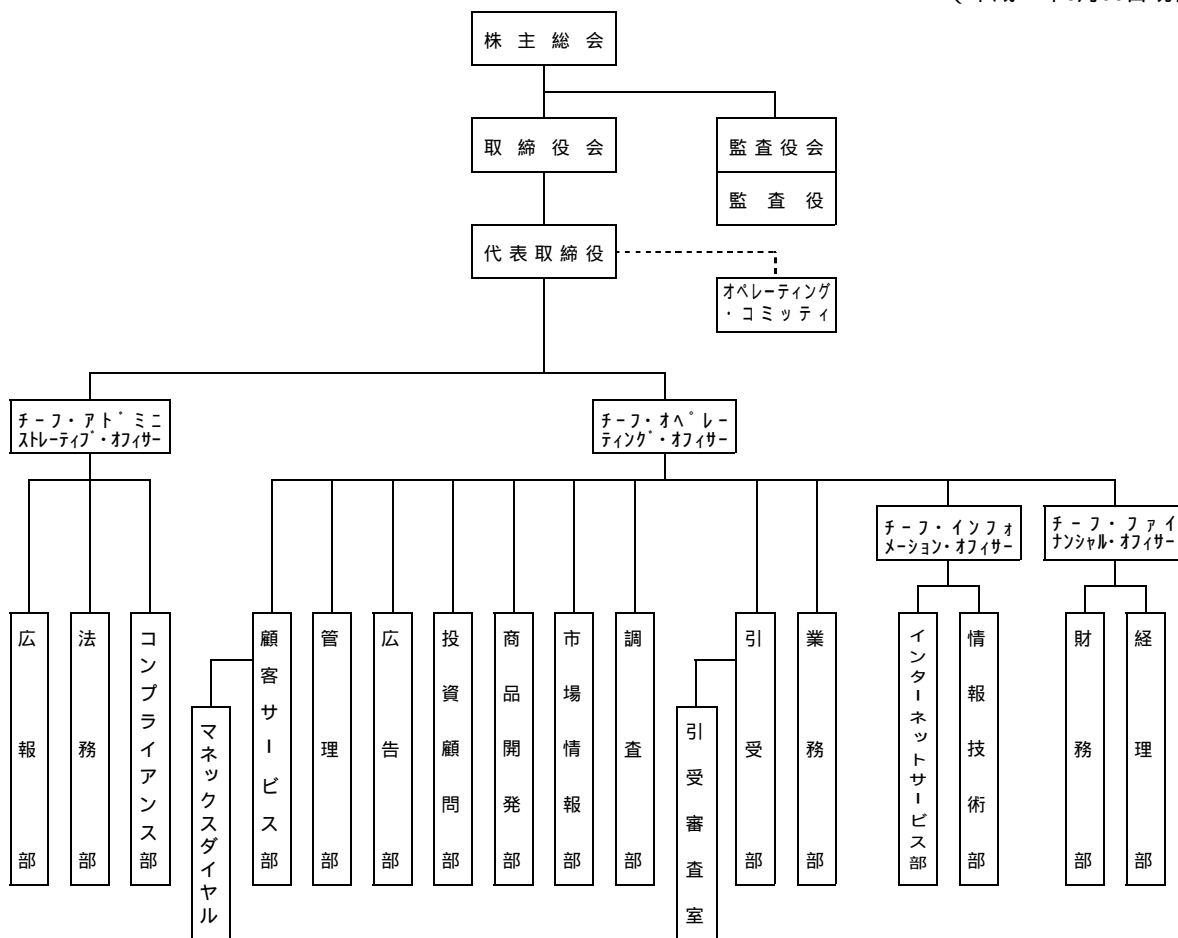 株主総会
取締役会
監査役会
監査役
代表取締役
オペレーティング
・コミッティ
チーフ・アドミニ
ストレーティブ・オフィサー
チーフ・オペレー
ティング・オフィサー
チーフ・インフォ
メーション・オフィサー
チーフ・ファイ
ナンシャル・オフィサー
広報部
法務部
コンプライアンス部
マネックスダイヤル
顧客サービス部
管理部
広告部
投資顧問部
商品開発部
市場情報部
調査部
引受審査室
引受部
業務部
インターネットサービス部
情報技術部
財務部
経理部